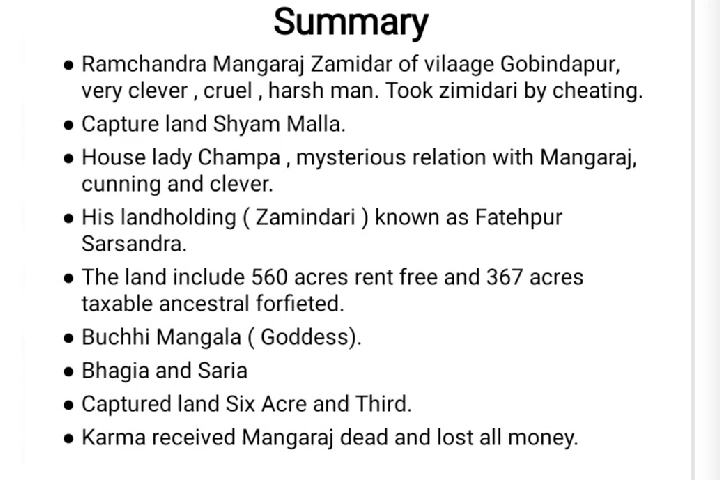 Summary
● Ramchandra Mangaraj Zamidar of vilaage Gobindapur,
very clever , cruel , harsh man. Took zimidari by cheating.
● Capture land Shyam Malla.
● House lady Champa , mysterious relation with Mangaraj,
cunning and clever.
● His landholding ( Zamindari ) known as Fatehpur
Sarsandra.
● The land include 560 acres rent free and 367 acres
taxable ancestral forfieted.
● Buchhi Mangala ( Goddess).
● Bhagia and Saria
● Captured land Six Acre and Third.
● Karma received Mangaraj dead and lost all money.